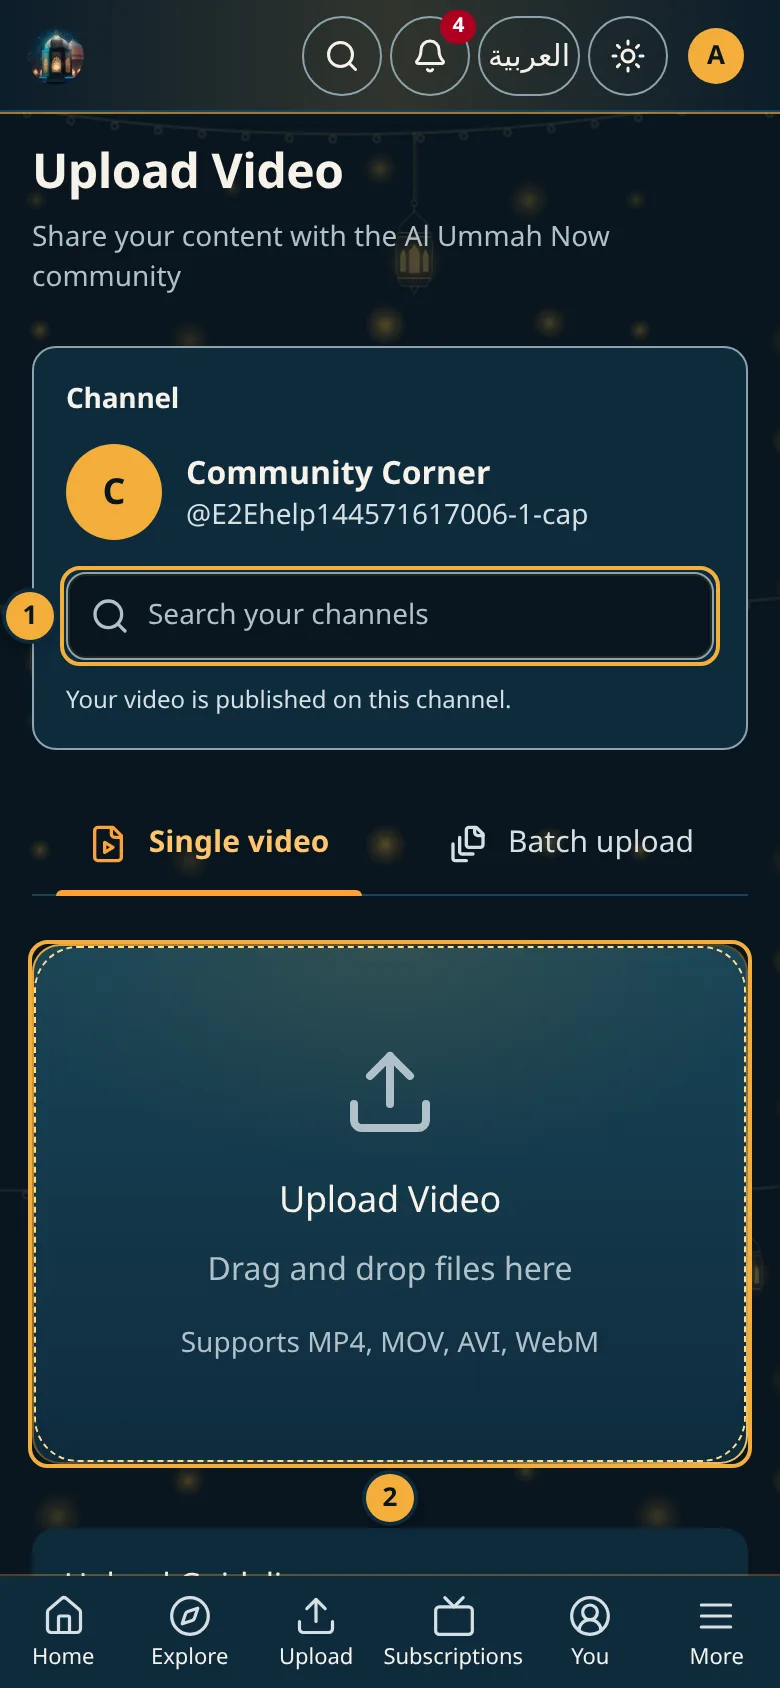 4
العربية
A
Upload Video
Share your content with the Al Ummah Now
community
Channel
C
Community Corner
@E2Ehelp144571617006-1-cap
1
Search your channels
Your video is published on this channel.
Single video
Batch upload
Upload Video
Drag and drop files here
Supports MP4, MOV, AVI, WebM
2
Home
Explore
Upload
Subscriptions
You
More